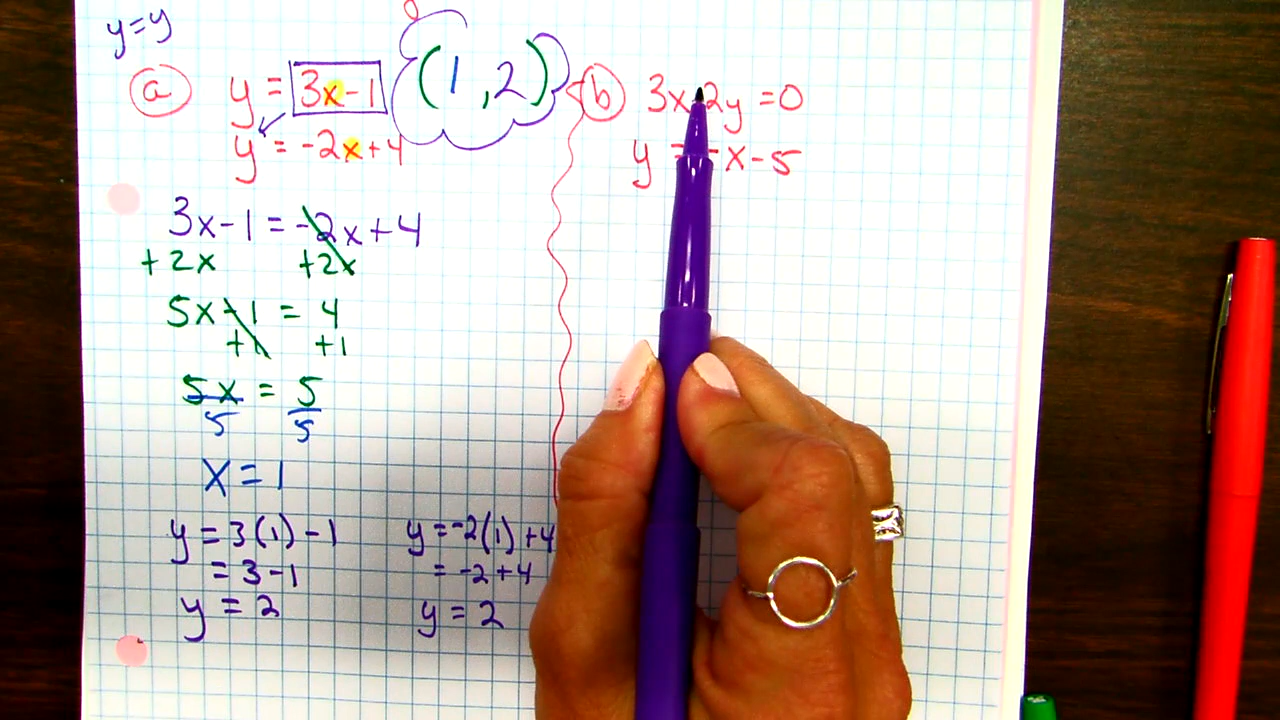 y=y
a
y = 3x-1
y = -2x+4
(1,2)
3x-1 = -2x+4
+2x +2x
5x-1 = 4
+1 +1
5x = 5
5 5
x=1
y = 3(1)-1
= 3-1
y = 2
y = -2(1)+4
= -2+4
y = 2
b
3x 2y =0
y = -x-5